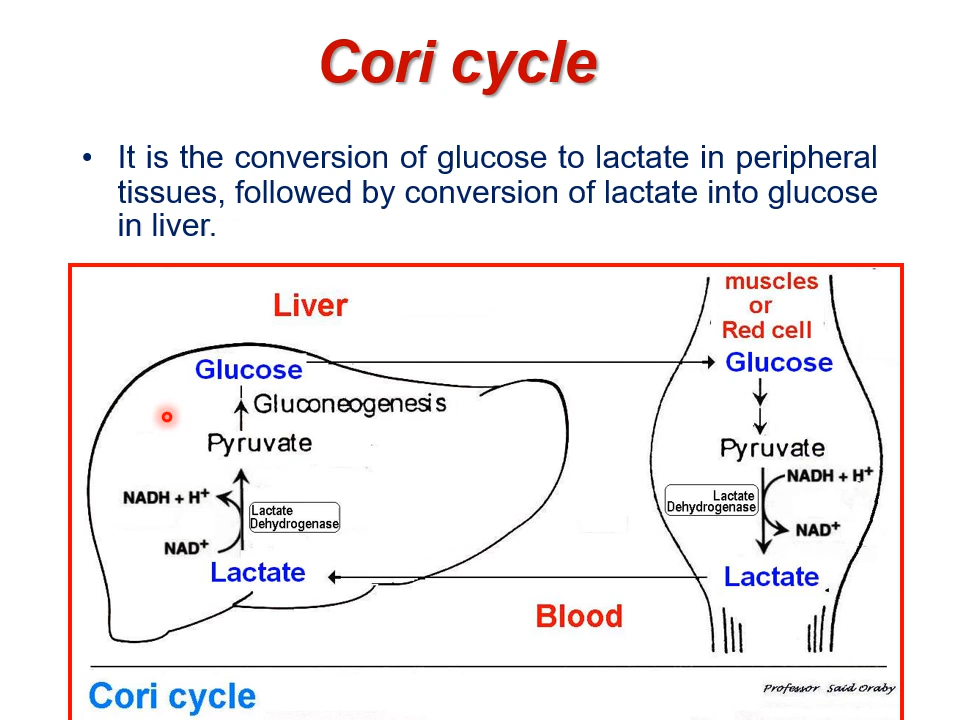 Cori cycle
• It is the conversion of glucose to lactate in peripheral
tissues, followed by conversion of lactate into glucose
in liver.
Liver
Glucose
Gluconeogenesis
Pyruvate
NADH + H⁺
Lactate
Dehydrogenase
NAD⁺
Lactate
muscles
or
Red cell
Glucose
Pyruvate
NADH + H⁺
Lactate
Dehydrogenase
NAD⁺
Lactate
Blood
Cori cycle
Professor Said Oraby